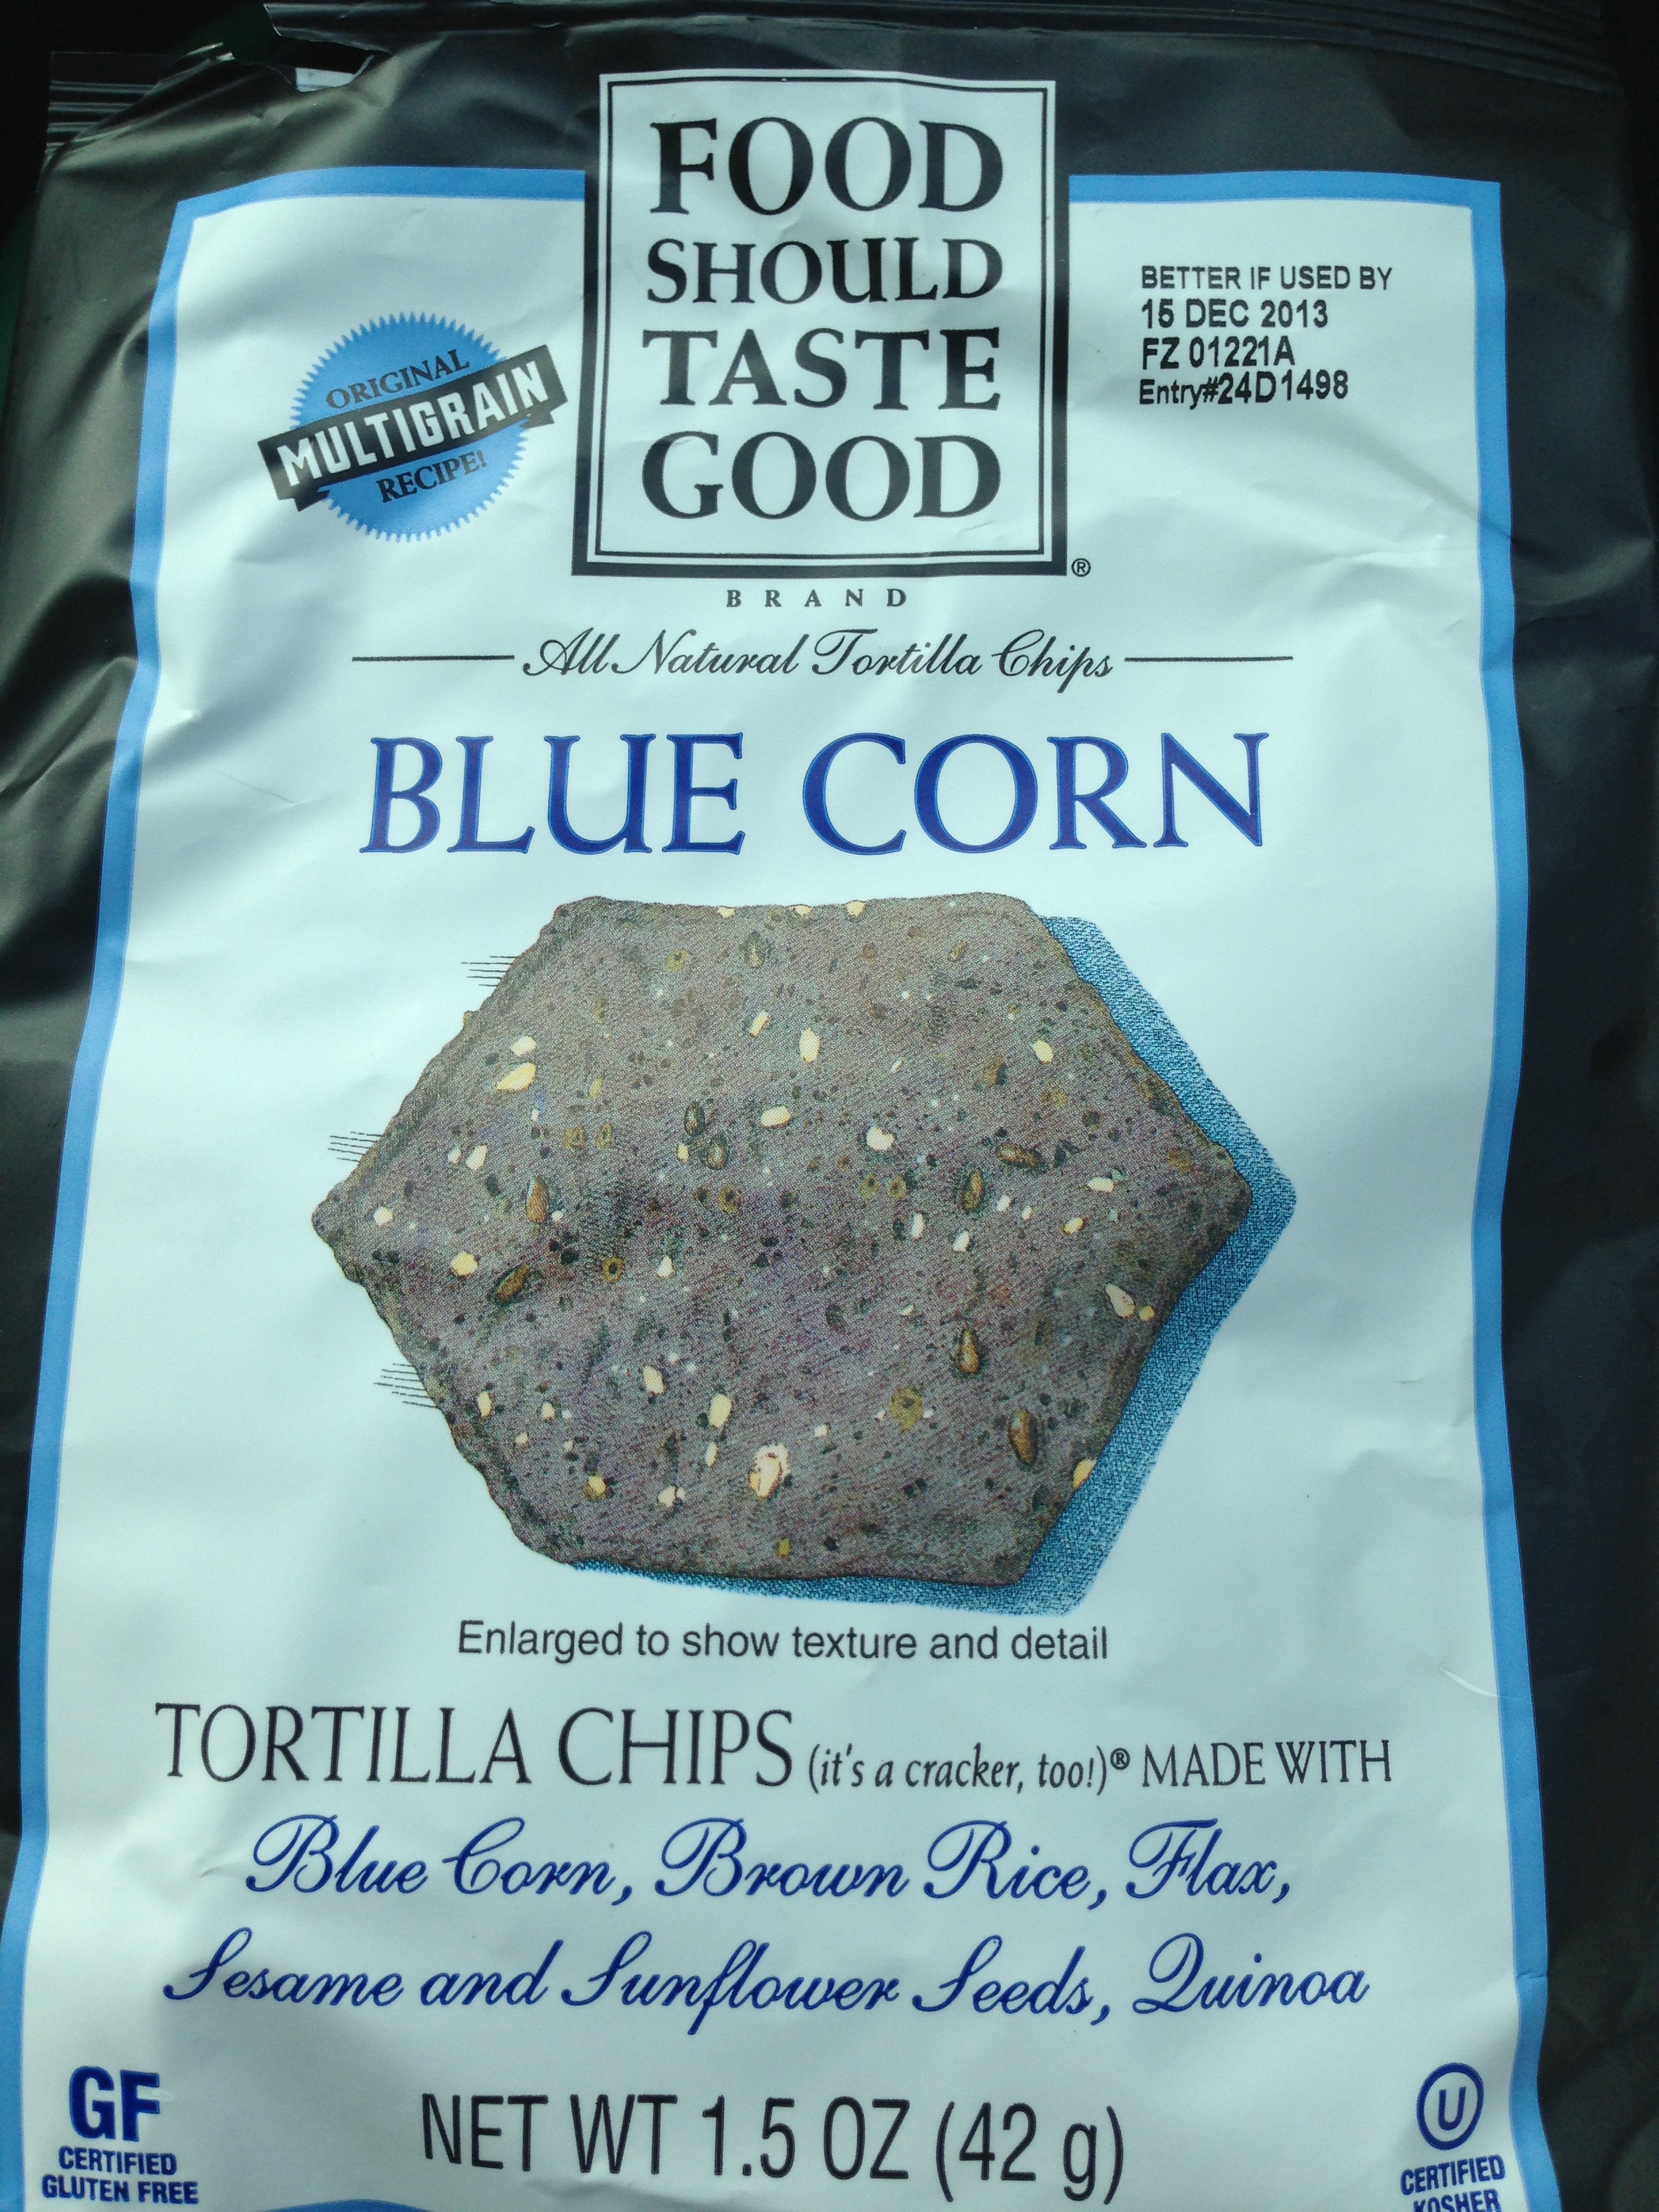 FOOD
SHOULD
TASTE
GOOD
®
BRAND
ORIGINAL
MULTIGRAIN
RECIPE!
BETTER IF USED BY
15 DEC 2013
FZ 01221A
Entry#24D1498
All Natural Tortilla Chips
BLUE CORN
Enlarged to show texture and detail
TORTILLA CHIPS (it's a cracker, too!)® MADE WITH
Blue Corn, Brown Rice, Flax,
Sesame and Sunflower Seeds, Quinoa
GF
CERTIFIED
GLUTEN FREE
NET WT 1.5 OZ (42 g)
U
CERTIFIED
KOSHER